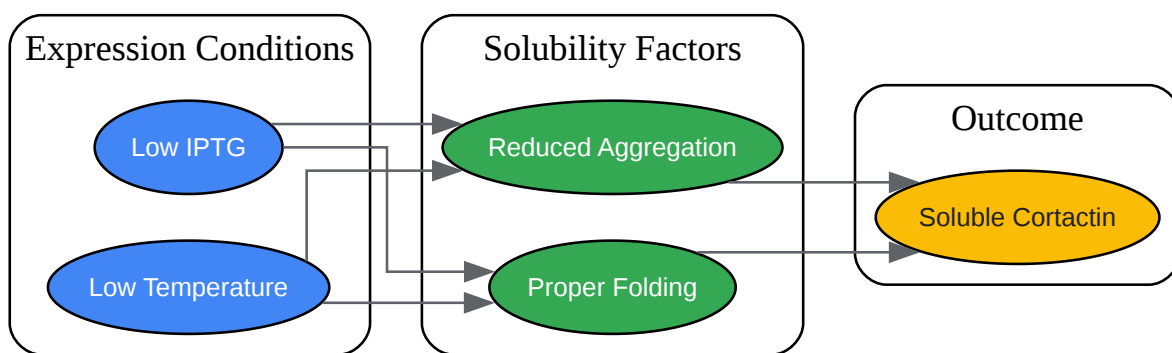 Expression Conditions
Low IPTG
Low Temperature
Solubility Factors
Reduced Aggregation
Proper Folding
Outcome
Soluble Cortactin